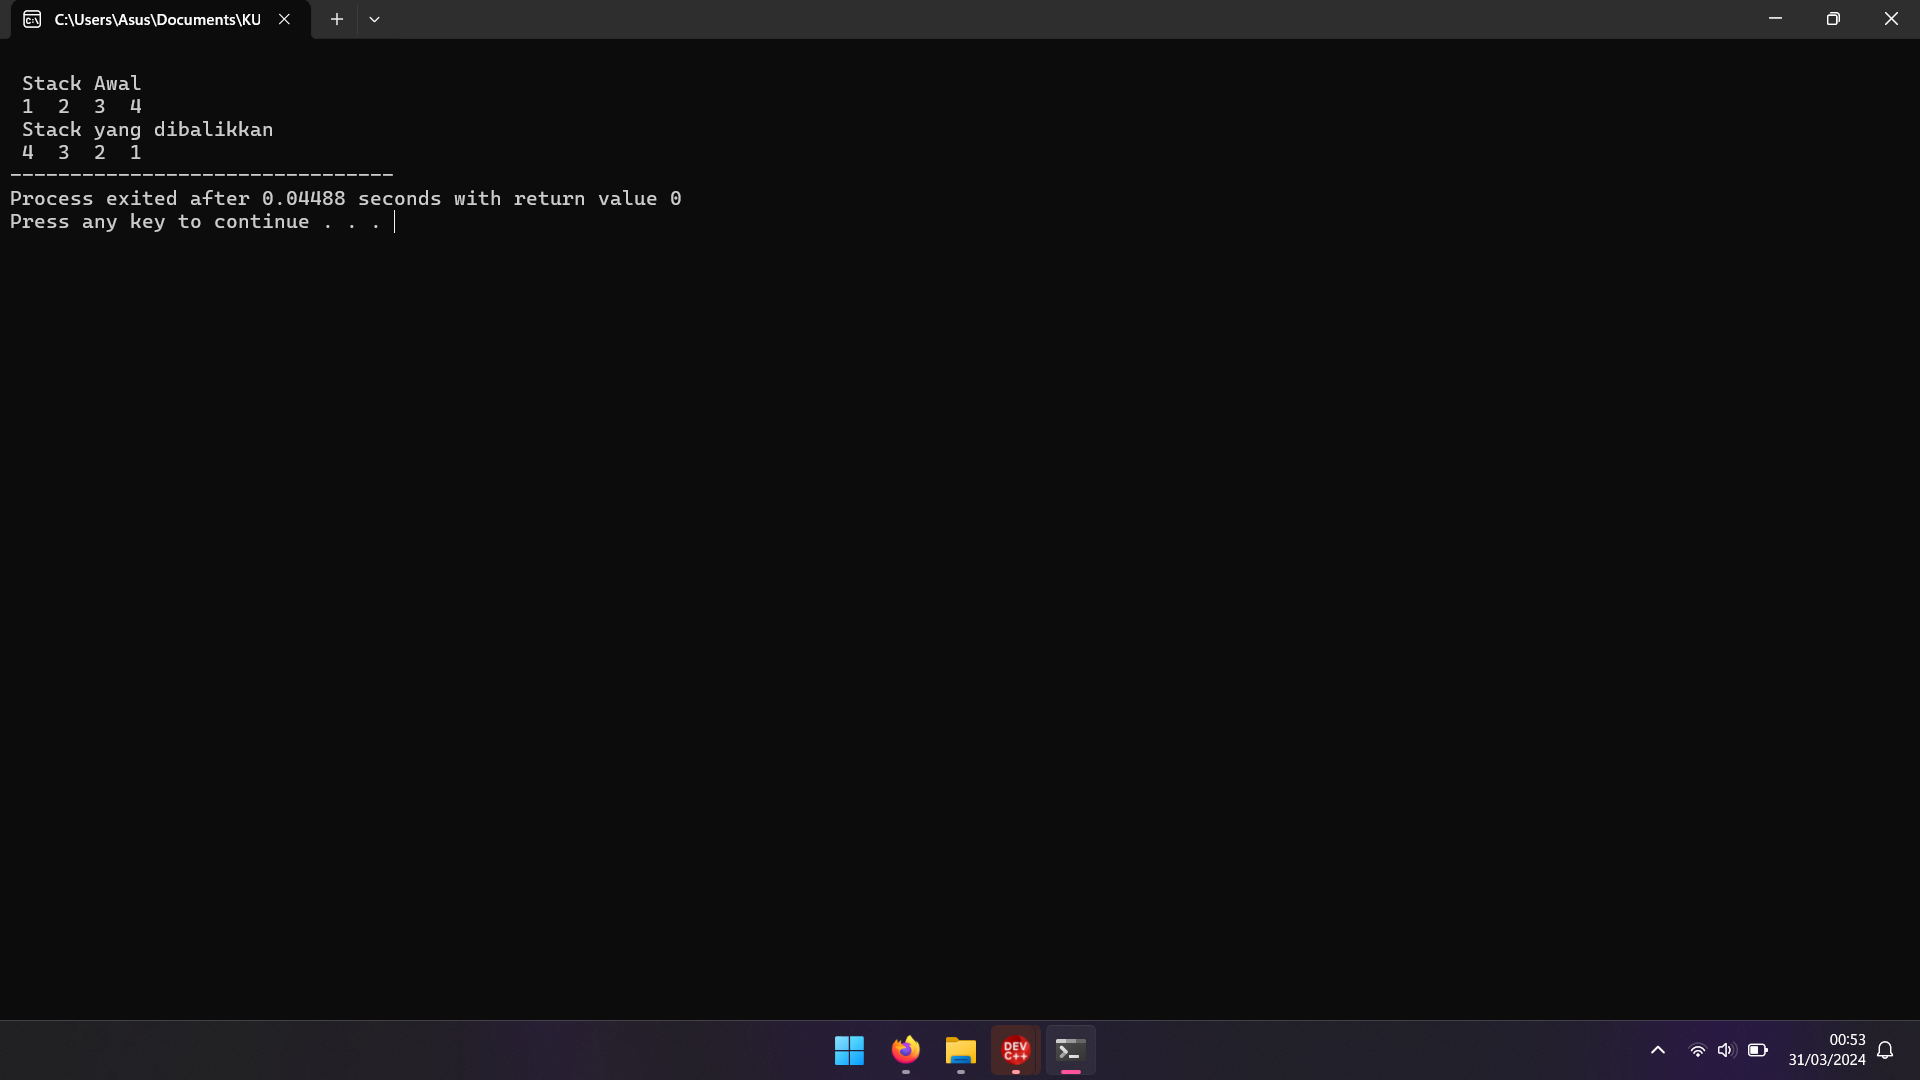 C:\Users\Asus\Documents\KU
Stack Awal
1  2  3  4
Stack yang dibalikkan
4  3  2  1
--------------------------------
Process exited after 0.04488 seconds with return value 0
Press any key to continue . . .
DEV
C++
00:53
31/03/2024